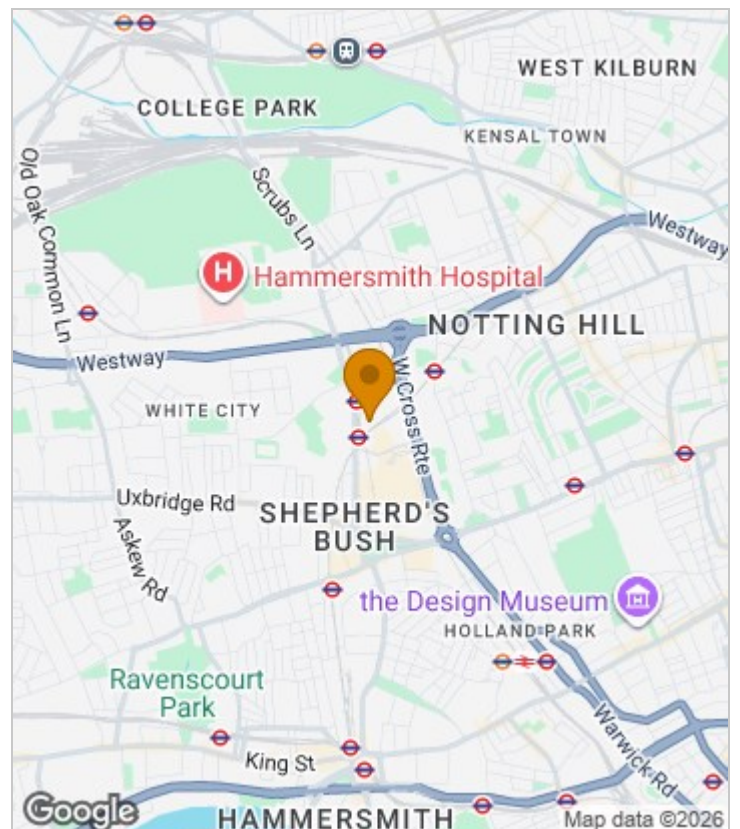 WEST KILBURN
COLLEGE PARK
KENSAL TOWN
Old Oak Common Ln
Scrubs Ln
Westway
H Hammersmith Hospital
NOTTING HILL
Westway
W Cross Rte
WHITE CITY
Uxbridge Rd
SHEPHERD'S
BUSH
Askew Rd
the Design Museum
HOLLAND PARK
Ravenscourt
Park
Warwick Rd
King St
Google
HAMMERSMITH
Map data ©2026